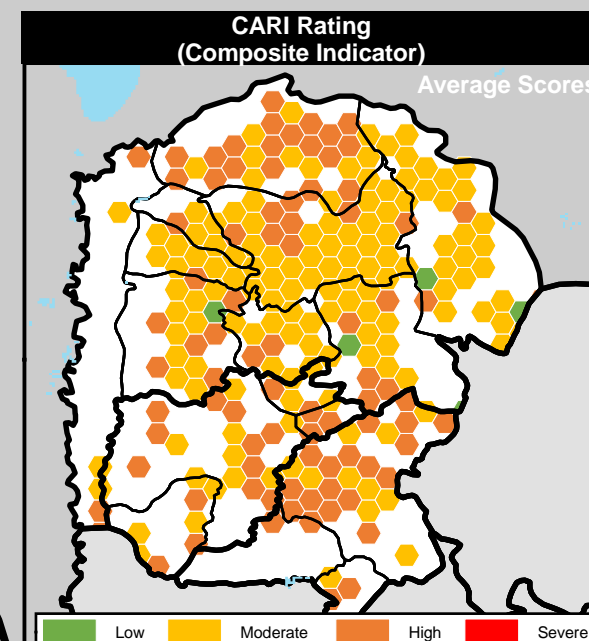 CARI Rating
(Composite Indicator)
Average Scores
Low Moderate High Severe